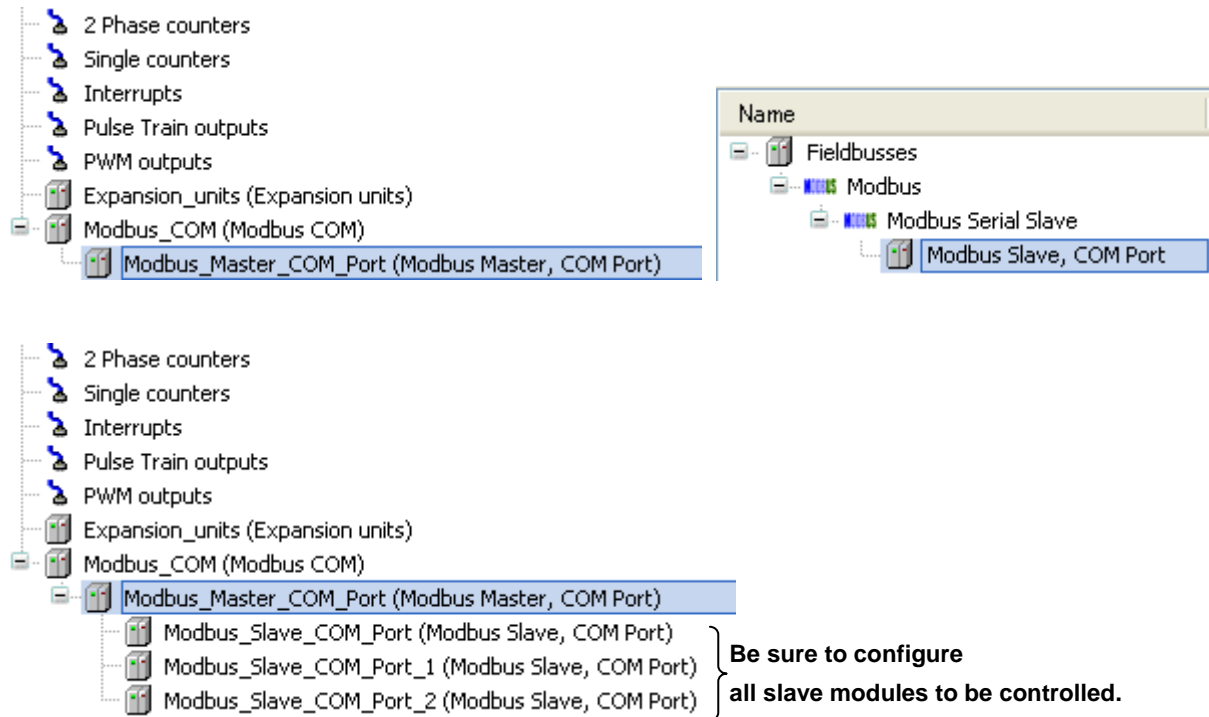 2 Phase counters
Single counters
Interrupts
Pulse Train outputs
PWM outputs
Expansion_units (Expansion units)
Modbus_COM (Modbus COM)
Modbus_Master_COM_Port (Modbus Master, COM Port)
Name
Fieldbusses
MODBUS Modbus
MODBUS Modbus Serial Slave
Modbus Slave, COM Port
2 Phase counters
Single counters
Interrupts
Pulse Train outputs
PWM outputs
Expansion_units (Expansion units)
Modbus_COM (Modbus COM)
Modbus_Master_COM_Port (Modbus Master, COM Port)
Modbus_Slave_COM_Port (Modbus Slave, COM Port)
Modbus_Slave_COM_Port_1 (Modbus Slave, COM Port)
Modbus_Slave_COM_Port_2 (Modbus Slave, COM Port)
Be sure to configure
all slave modules to be controlled.